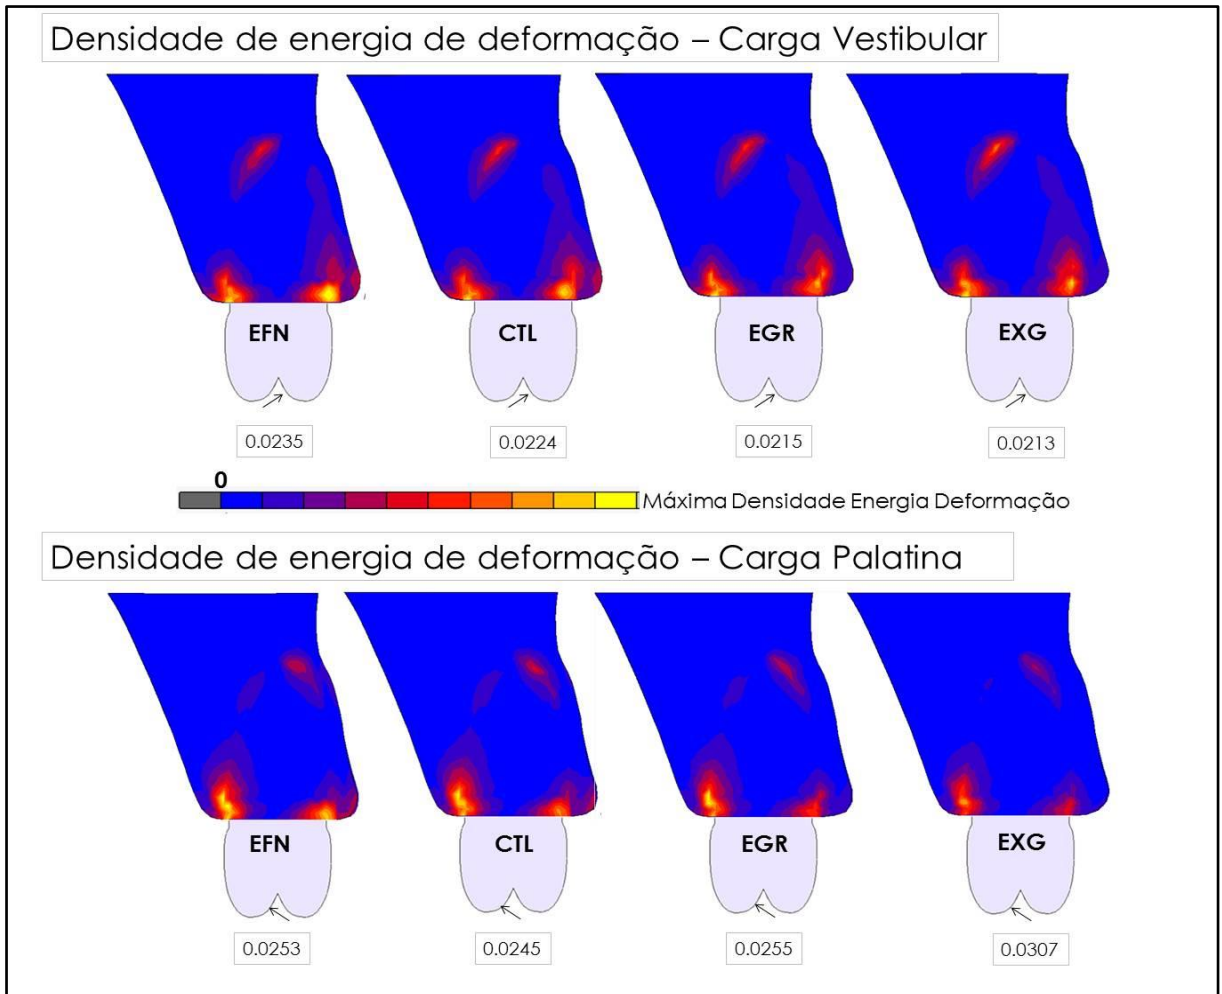 Densidade de energia de deformação – Carga Vestibular
EFN CTL EGR EXG
0.0235 0.0224 0.0215 0.0213
0
Máxima Densidade Energia Deformação
Densidade de energia de deformação – Carga Palatina
EFN CTL EGR EXG
0.0253 0.0245 0.0255 0.0307